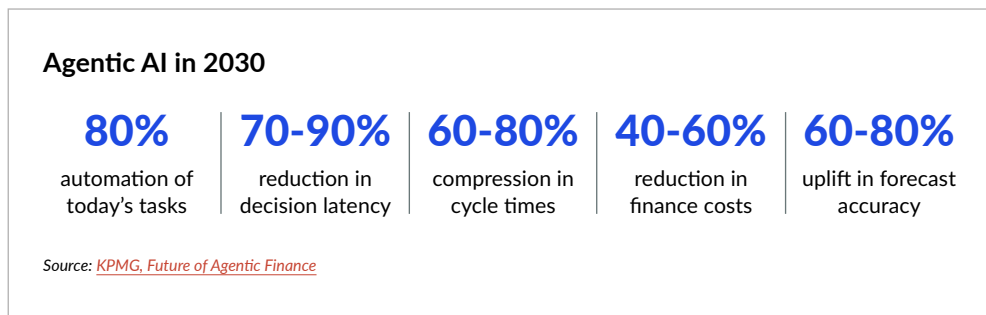 Agentic AI in 2030
80%
automation of
today's tasks
70-90%
reduction in
decision latency
60-80%
compression in
cycle times
40-60%
reduction in
finance costs
60-80%
uplift in forecast
accuracy
Source: KPMG, Future of Agentic Finance